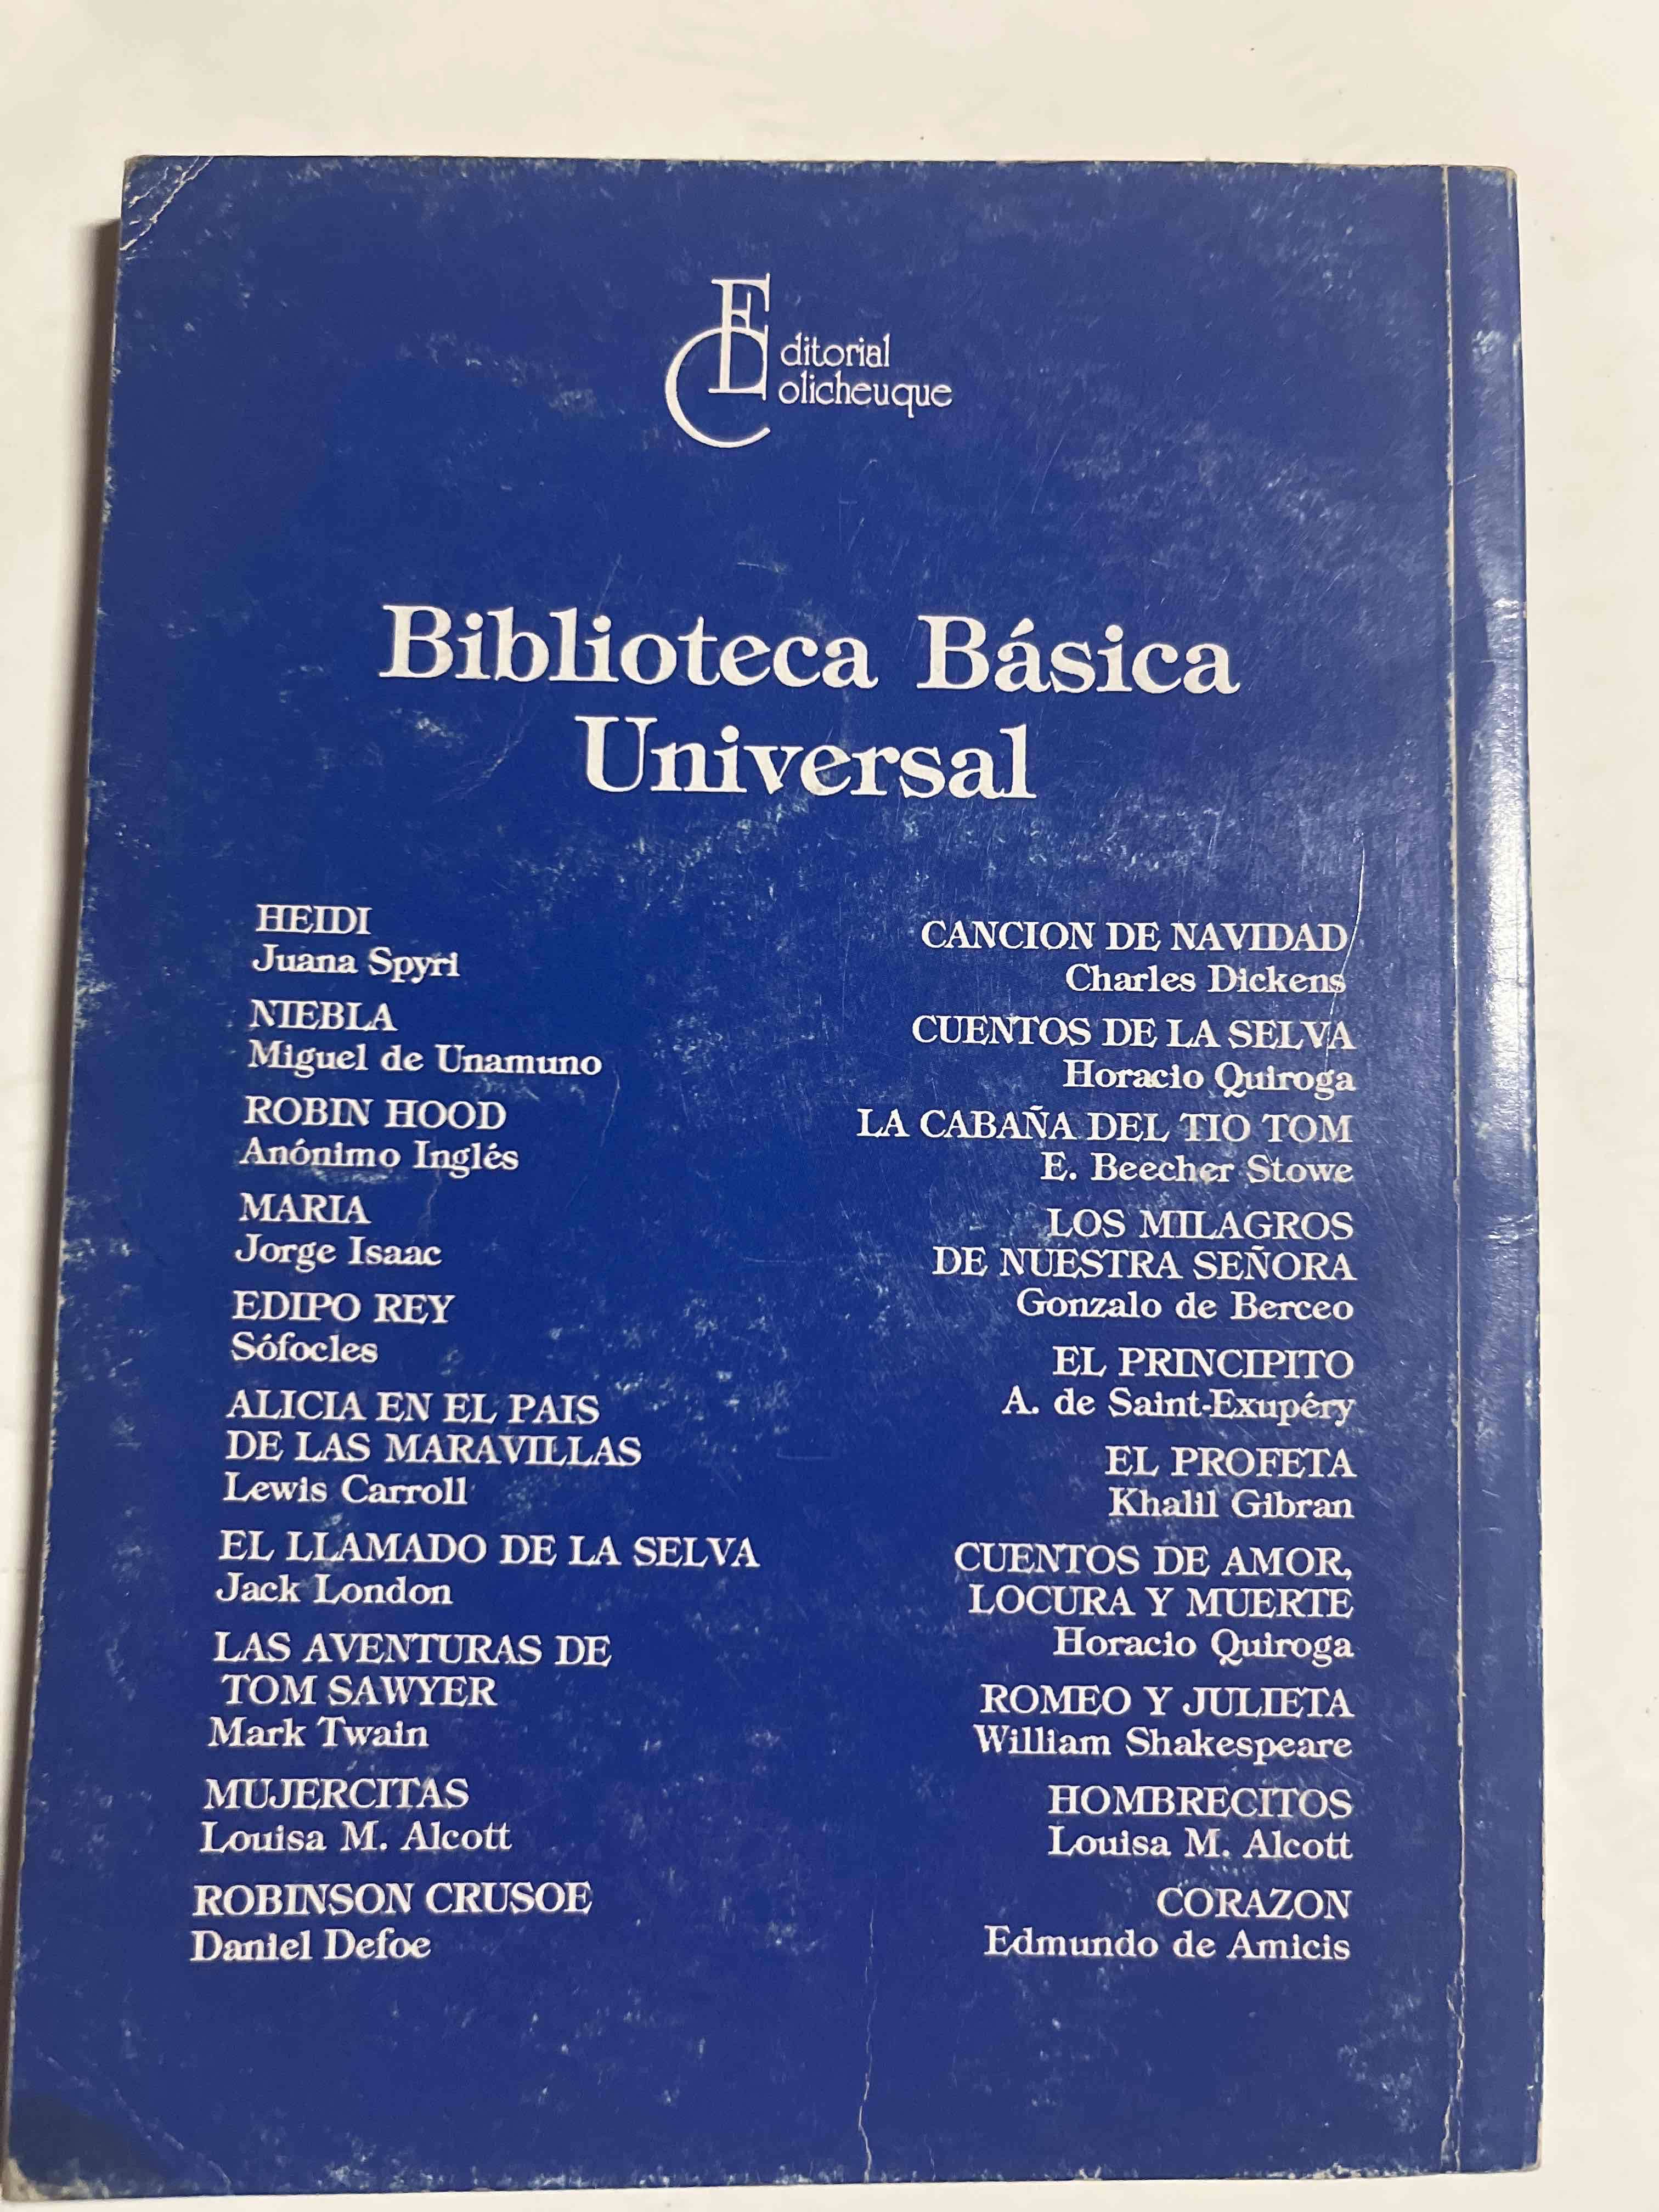 Editorial
Colicheuque
Biblioteca Básica
Universal
HEIDI
Juana Spyri
NIEBLA
Miguel de Unamuno
ROBIN HOOD
Anónimo Inglés
MARIA
Jorge Isaac
EDIPO REY
Sófocles
ALICIA EN EL PAIS
DE LAS MARAVILLAS
Lewis Carroll
EL LLAMADO DE LA SELVA
Jack London
LAS AVENTURAS DE
TOM SAWYER
Mark Twain
MUJERCITAS
Louisa M. Alcott
ROBINSON CRUSOE
Daniel Defoe
CANCION DE NAVIDAD
Charles Dickens
CUENTOS DE LA SELVA
Horacio Quiroga
LA CABAÑA DEL TIO TOM
E. Beecher Stowe
LOS MILAGROS
DE NUESTRA SEÑORA
Gonzalo de Berceo
EL PRINCIPITO
A. de Saint-Exupéry
EL PROFETA
Khalil Gibran
CUENTOS DE AMOR,
LOCURA Y MUERTE
Horacio Quiroga
ROMEO Y JULIETA
William Shakespeare
HOMBRECITOS
Louisa M. Alcott
CORAZON
Edmundo de Amicis